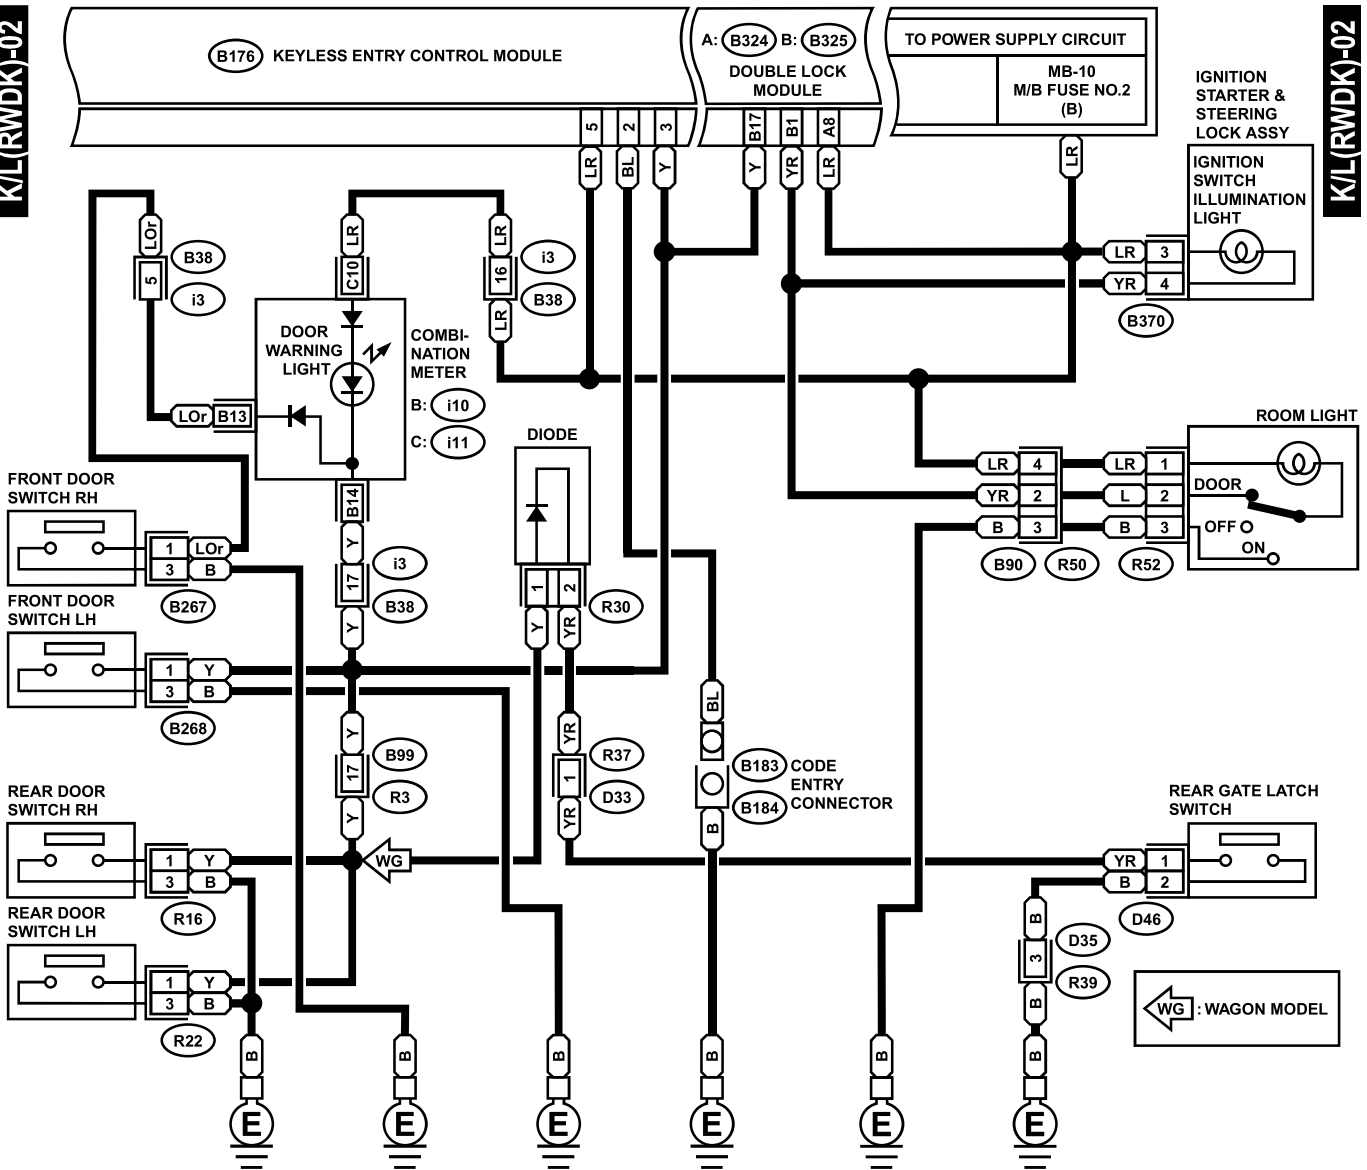 K/L(RWDK)-02
K/L(RWDK)-02
B176 KEYLESS ENTRY CONTROL MODULE
A: B324 B: B325
DOUBLE LOCK
MODULE
TO POWER SUPPLY CIRCUIT
MB-10
M/B FUSE NO.2
(B)
5 2 3 B17 B1 A8
LR BL Y Y YR LR LR
IGNITION
STARTER &
STEERING
LOCK ASSY
IGNITION
SWITCH
ILLUMINATION
LIGHT
LR 3
YR 4
B370
LOr
5
B38
i3
LR
C10
LR
16
LR
i3
B38
DOOR
WARNING
LIGHT
COMBI-
NATION
METER
B: i10
C: i11
LOr B13
B14
Y
17
Y
i3
B38
DIODE
1 2
Y YR
R30
ROOM LIGHT
DOOR
OFF
ON
LR 4 LR 1
YR 2 L 2
B 3 B 3
B90 R50 R52
FRONT DOOR
SWITCH RH
1 LOr
3 B
B267
FRONT DOOR
SWITCH LH
1 Y
3 B
B268
Y
17
Y
B99
R3
YR
1
YR
R37
D33
BL
B
B183
B184
CODE
ENTRY
CONNECTOR
REAR DOOR
SWITCH RH
1 Y
3 B
R16
WG
REAR DOOR
SWITCH LH
1 Y
3 B
R22
REAR GATE LATCH
SWITCH
YR 1
B 2
D46
B
3
B
D35
R39
WG : WAGON MODEL
B B B B B B
E E E E E E